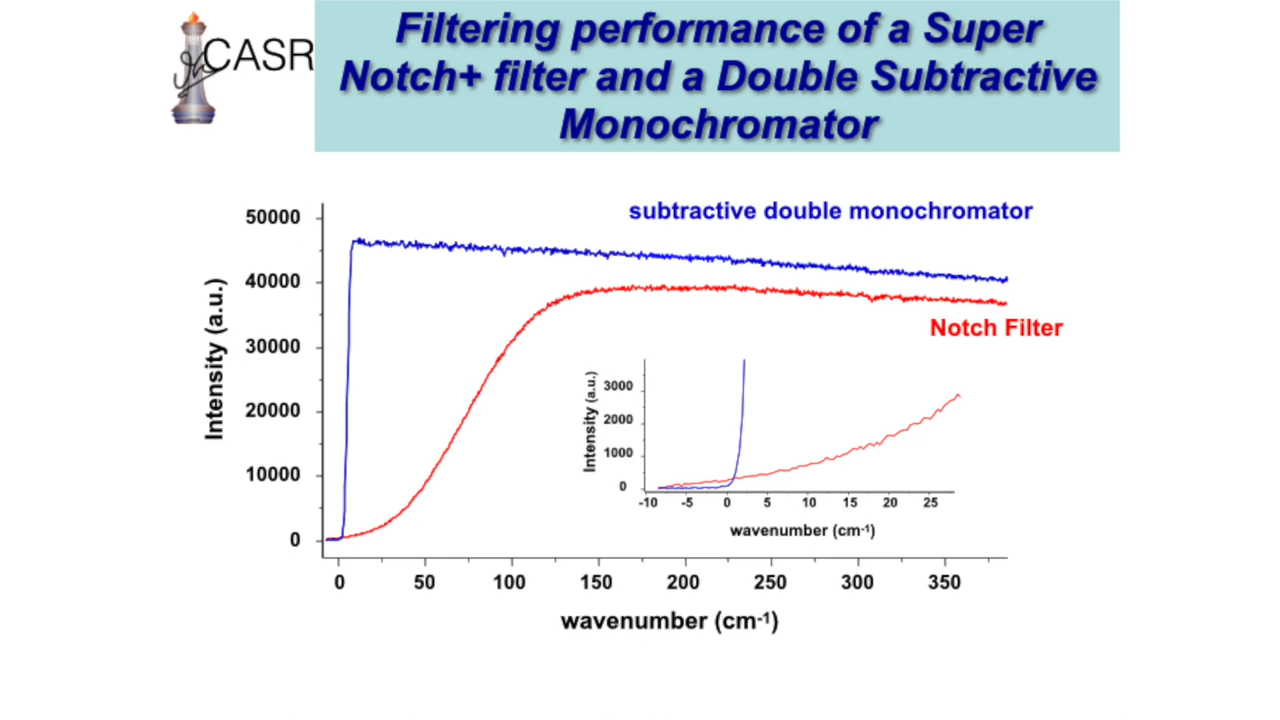 CASR
Filtering performance of a Super
Notch+ filter and a Double Subtractive
Monochromator
subtractive double monochromator
50000
40000
30000
20000
10000
0
Intensity (a.u.)
Notch Filter
3000
2000
1000
0
Intensity (a.u.)
-10 -5 0 5 10 15 20 25
wavenumber (cm-1)
0 50 100 150 200 250 300 350
wavenumber (cm-1)